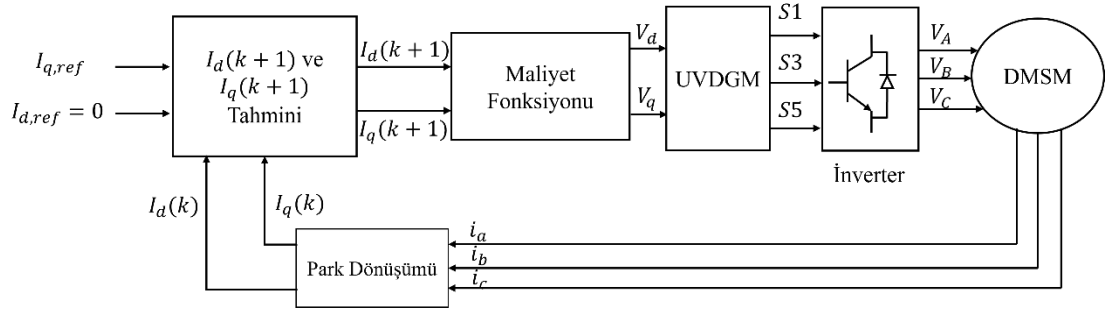 I_{q,ref}
I_{d,ref} = 0
I_d(k+1) ve
I_q(k+1)
Tahmini
I_d(k+1)
I_q(k+1)
Maliyet
Fonksiyonu
V_d
V_q
UVDGM
S1
S3
S5
İnverter
V_A
V_B
V_C
DMSM
I_d(k)
I_q(k)
Park Dönüşümü
i_a
i_b
i_c